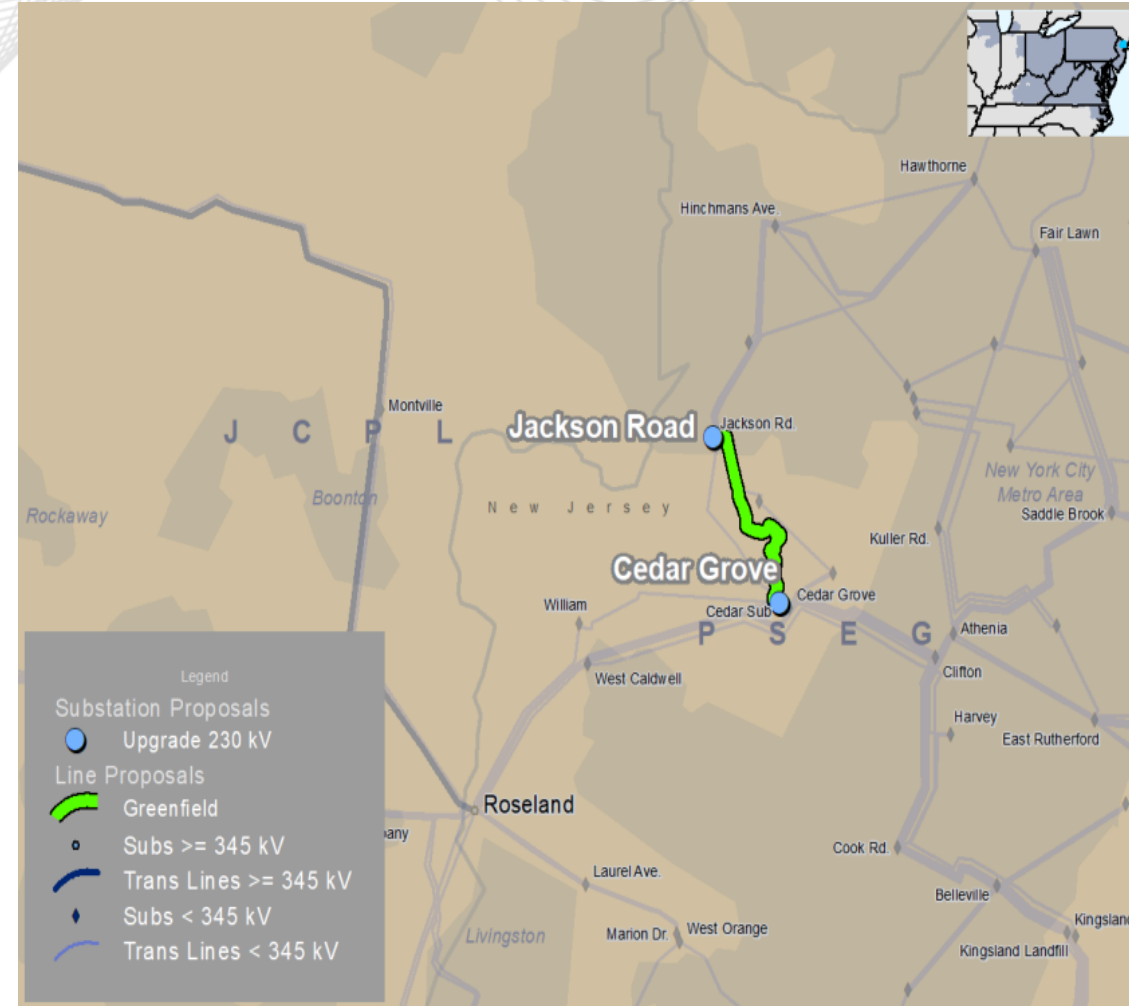 Hawthorne
Hinchmans Ave.
Fair Lawn
Montville
J C P L
Jackson Road
Jackson Rd.
New York City
Metro Area
Boonton
New Jersey
Saddle Brook
Rockaway
Kuller Rd.
Cedar Grove
William
Cedar Grove
Cedar Sub
P S E G
Athenia
West Caldwell
Clifton
Harvey
East Rutherford
Legend
Substation Proposals
Upgrade 230 kV
Line Proposals
Greenfield
Subs >= 345 kV
Trans Lines >= 345 kV
Subs < 345 kV
Trans Lines < 345 kV
Roseland
any
Cook Rd.
Laurel Ave.
Belleville
Livingston
Marion Dr.
West Orange
Kingsland
Kingsland Landfill